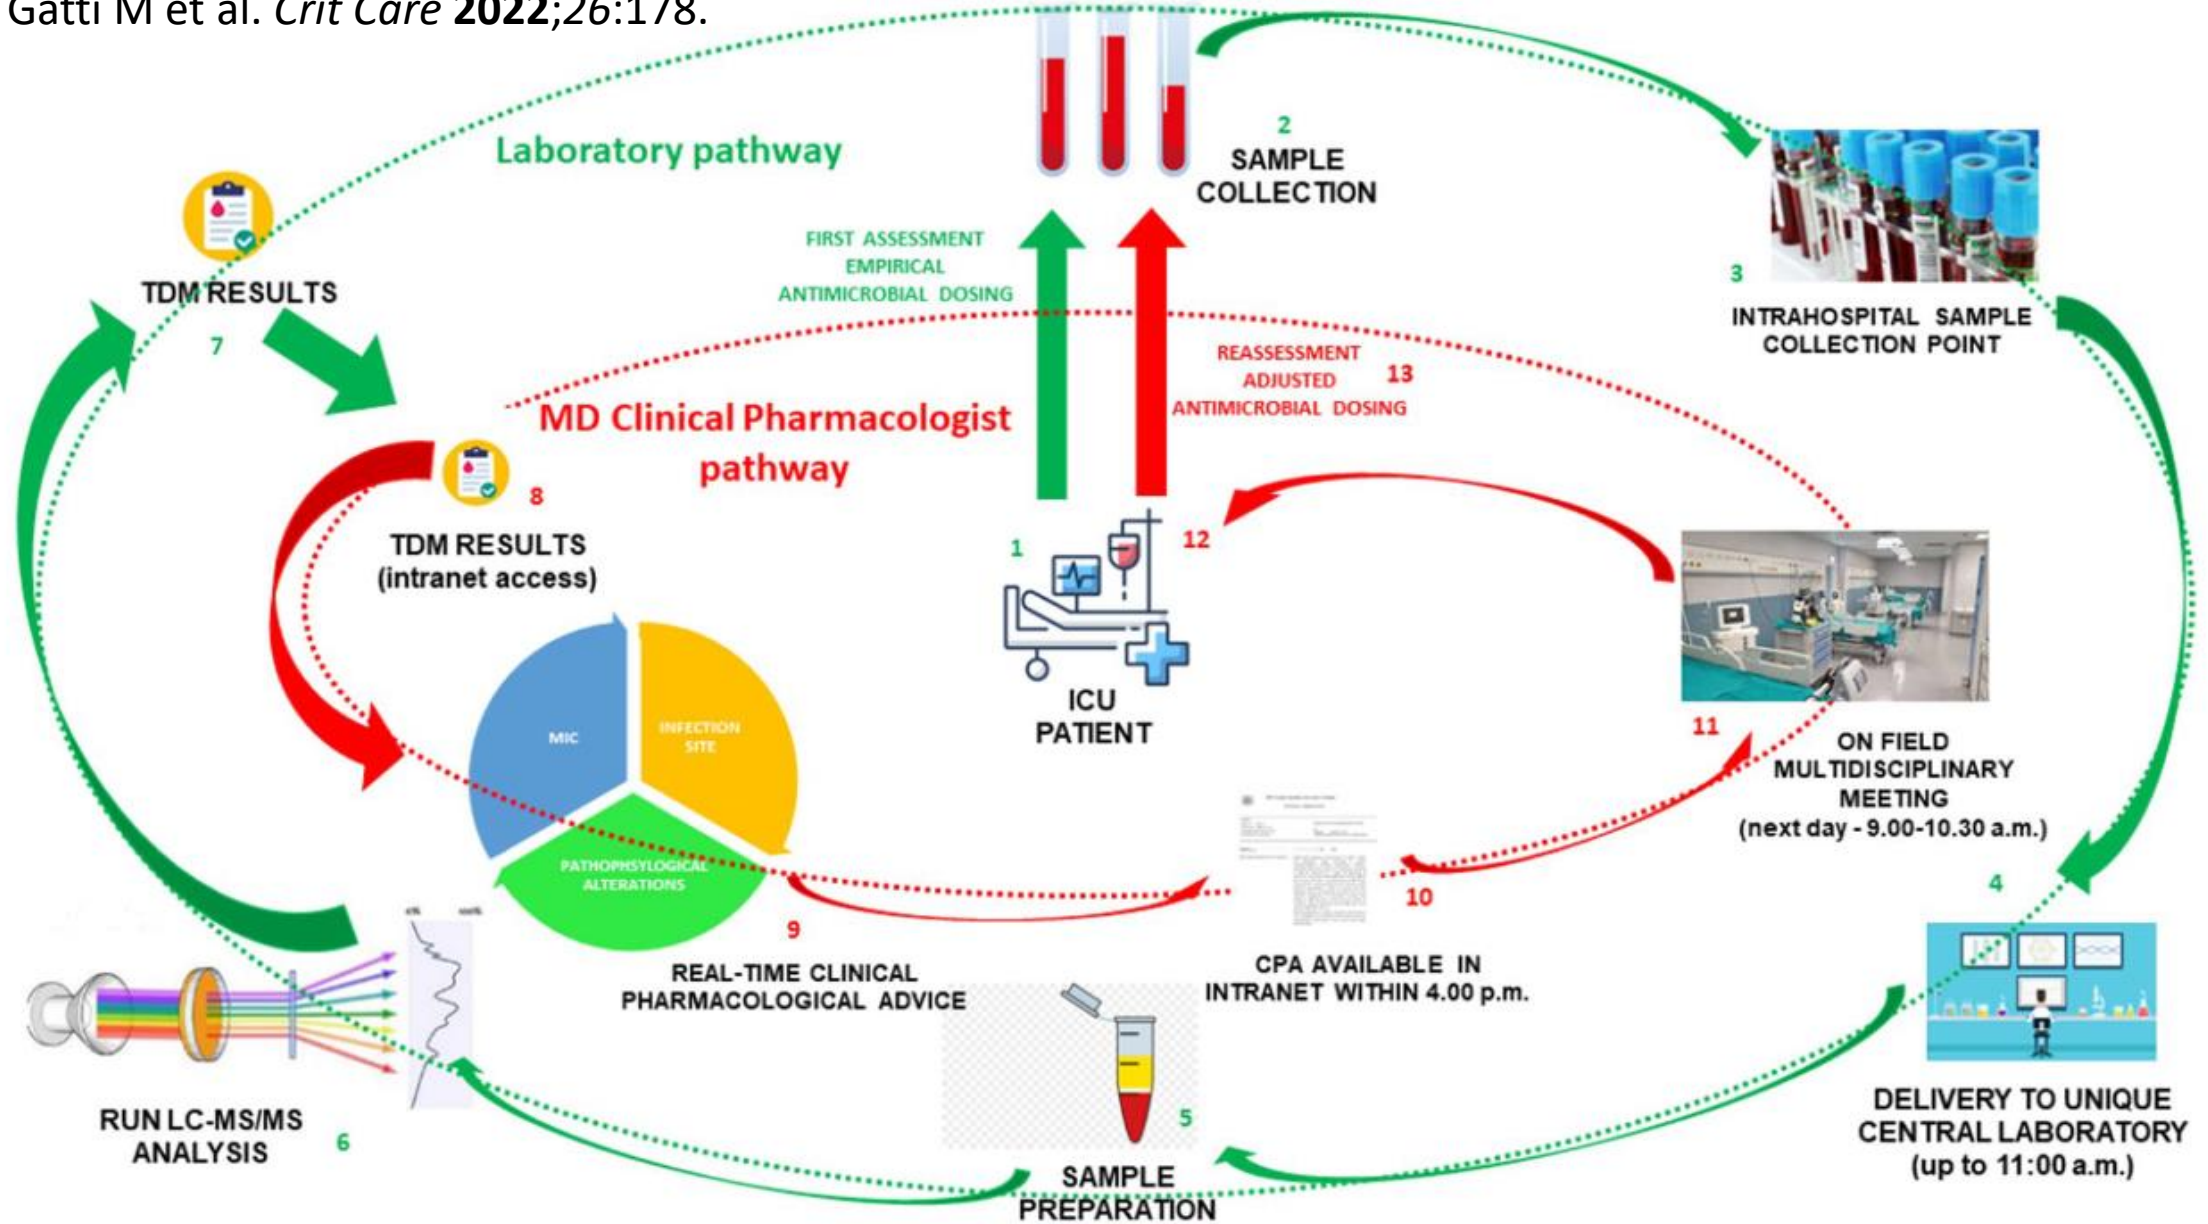 Gatti M et al. Crit Care 2022;26:178.
Laboratory pathway
2
SAMPLE
COLLECTION
FIRST ASSESSMENT
EMPIRICAL
ANTIMICROBIAL DOSING
3
INTRAHOSPITAL SAMPLE
COLLECTION POINT
TDM RESULTS
7
REASSESSMENT
ADJUSTED
ANTIMICROBIAL DOSING
13
MD Clinical Pharmacologist
pathway
8
TDM RESULTS
(intranet access)
1
12
ICU
PATIENT
MIC
INFECTION
SITE
PATHOPHSYLOGICAL
ALTERATIONS
11
ON FIELD
MULTIDISCIPLINARY
MEETING
(next day - 9.00-10.30 a.m.)
4
9
REAL-TIME CLINICAL
PHARMACOLOGICAL ADVICE
10
CPA AVAILABLE IN
INTRANET WITHIN 4.00 p.m.
DELIVERY TO UNIQUE
CENTRAL LABORATORY
(up to 11:00 a.m.)
5
SAMPLE
PREPARATION
RUN LC-MS/MS
ANALYSIS
6